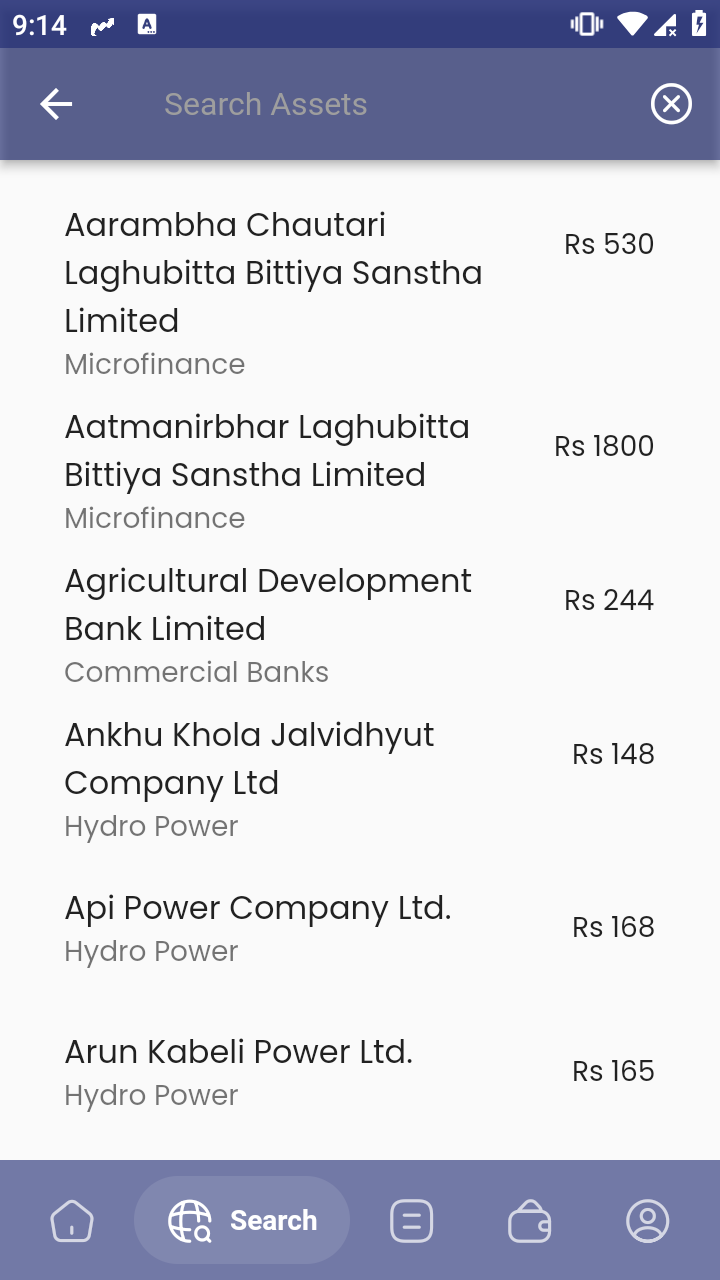 9:14
Search Assets
Aarambha Chautari
Laghubitta Bittiya Sanstha
Limited
Rs 530
Microfinance
Aatmanirbhar Laghubitta
Bittiya Sanstha Limited
Rs 1800
Microfinance
Agricultural Development
Bank Limited
Rs 244
Commercial Banks
Ankhu Khola Jalvidhyut
Company Ltd
Rs 148
Hydro Power
Api Power Company Ltd.
Rs 168
Hydro Power
Arun Kabeli Power Ltd.
Rs 165
Hydro Power
Search